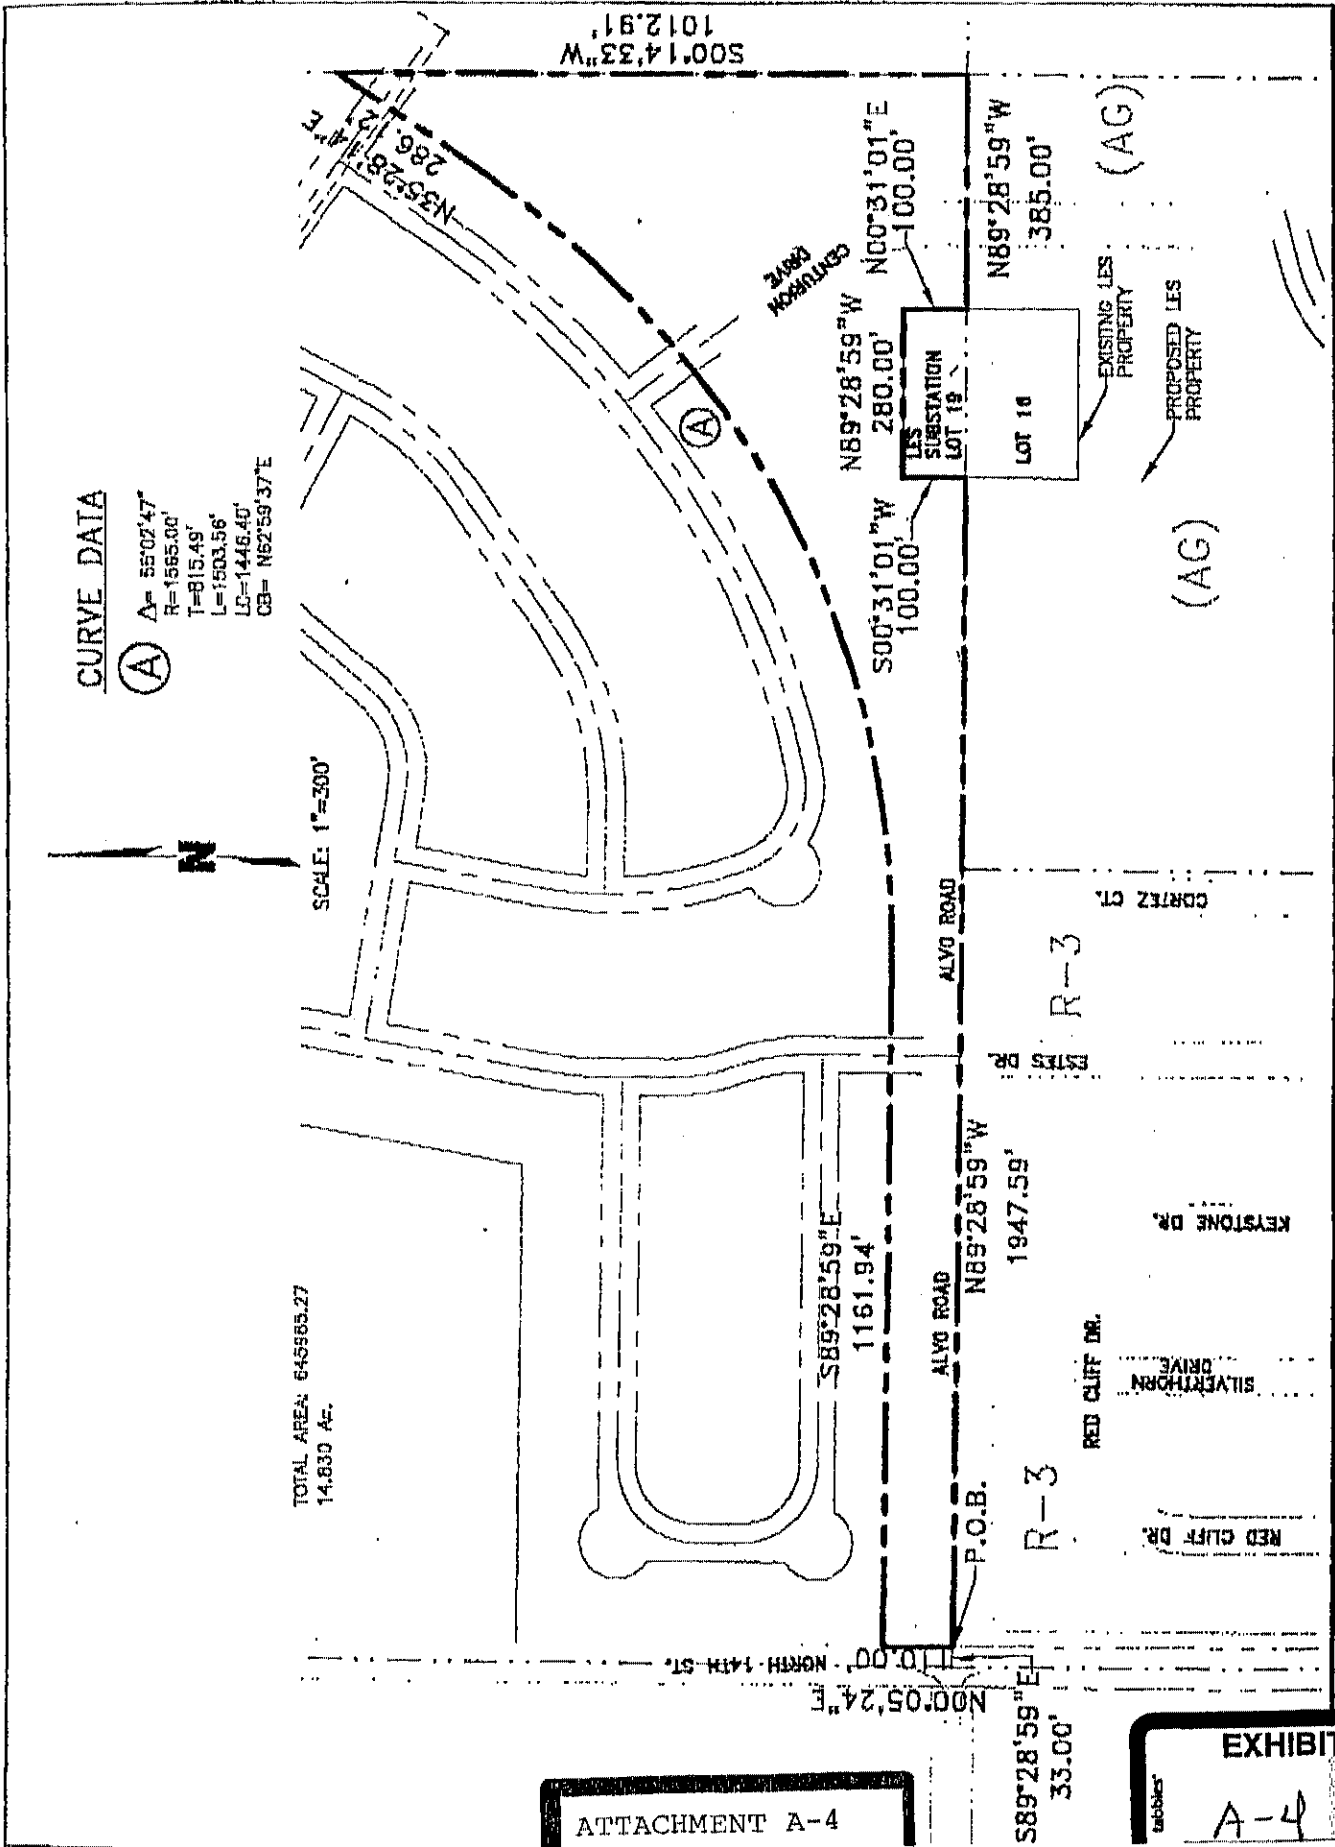 CURVE DATA
A
Δ= 55°02'47"
R=1565.00'
T=815.49'
L=1503.56'
LC=1446.40'
CB= N62°59'37"E
N
SCALE: 1"=300'
TOTAL AREA: 645985.27
14.830 Ac.
S00°14'33"W
1012.91'
N35°28'14"E
286.12
CENTURION
DRIVE
A
N00°31'01"E
100.00'
N89°28'59"W
280.00'
N89°28'59"W
385.00'
S00°31'01"W
100.00'
LES
SUBSTATION
LOT 19
LOT 18
EXISTING LES
PROPERTY
PROPOSED LES
PROPERTY
(AG)
(AG)
ALVO ROAD
CORTEZ CT.
R-3
ESTES DR.
S89°28'59"E
1161.94'
N89°28'59"W
1947.59'
ALVO ROAD
KEYSTONE DR.
SILVERTHORN
DRIVE
RED CLIFF DR.
R-3
RED CLIFF DR.
P.O.B.
NORTH 14TH ST.
N00°05'24"E
110.00'
S89°28'59"E
33.00'
ATTACHMENT A-4
tabbies'
EXHIBIT
A-4